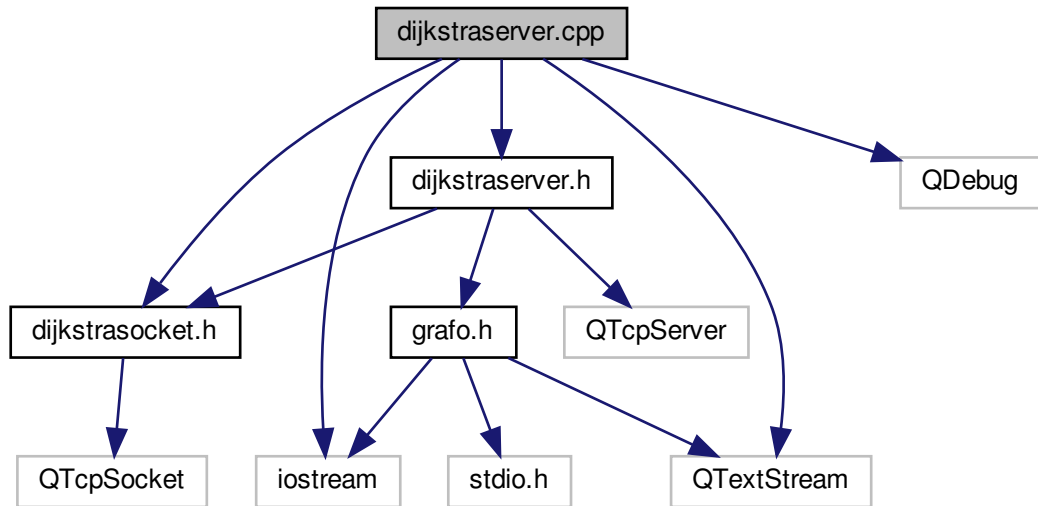 dijkstraserver.cpp
dijkstraserver.h
QDebug
dijkstrasocket.h
grafo.h
QTcpServer
QTcpSocket
iostream
stdio.h
QTextStream